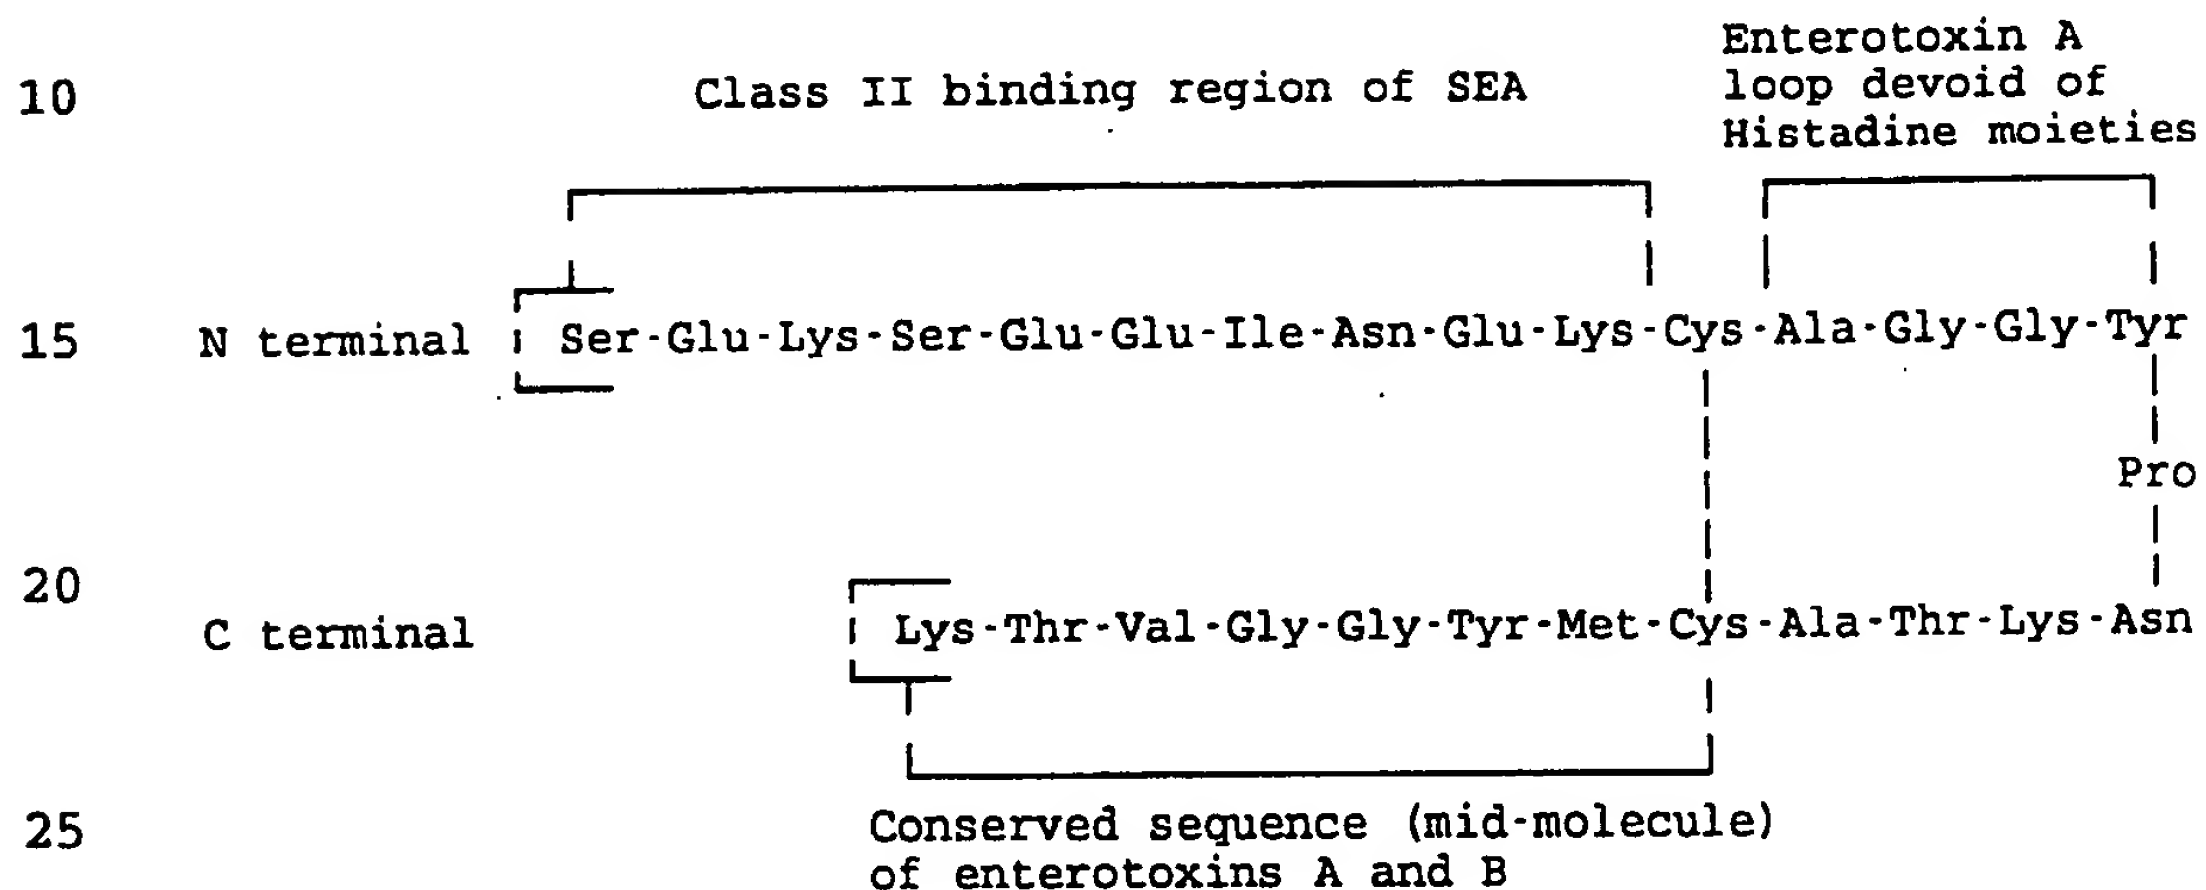 Enterotoxin A
10 Class II binding region of SEA loop devoid of
Histadine moieties
15 N terminal Ser-Glu-Lys-Ser-Glu-Glu-Ile-Asn-Glu-Lys-Cys-Ala-Gly-Gly-Tyr
Pro
20
C terminal Lys-Thr-Val-Gly-Gly-Tyr-Met-Cys-Ala-Thr-Lys-Asn
25 Conserved sequence (mid-molecule)
of enterotoxins A and B